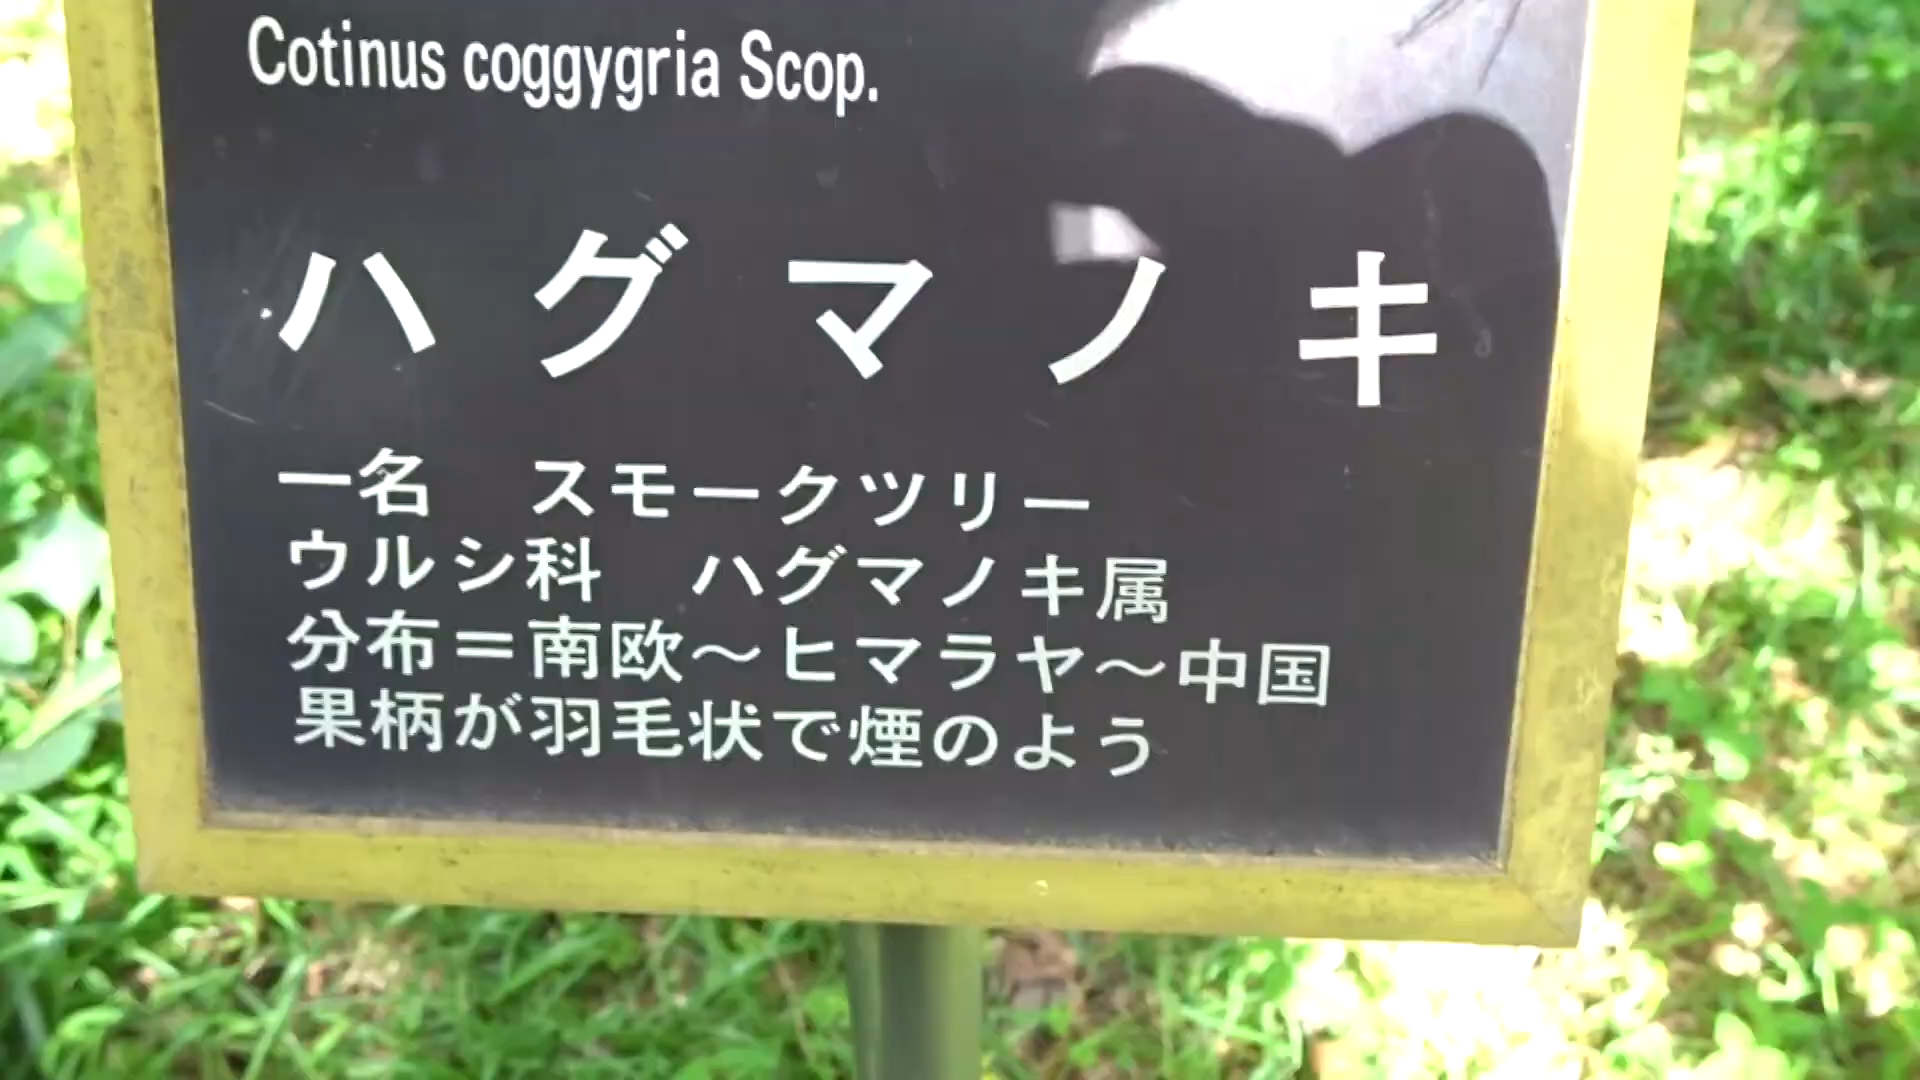 Cotinus coggygria Scop.
ハグマノキ
一名　スモークツリー
ウルシ科　ハグマノキ属
分布＝南欧～ヒマラヤ～中国
果柄が羽毛状で煙のよう